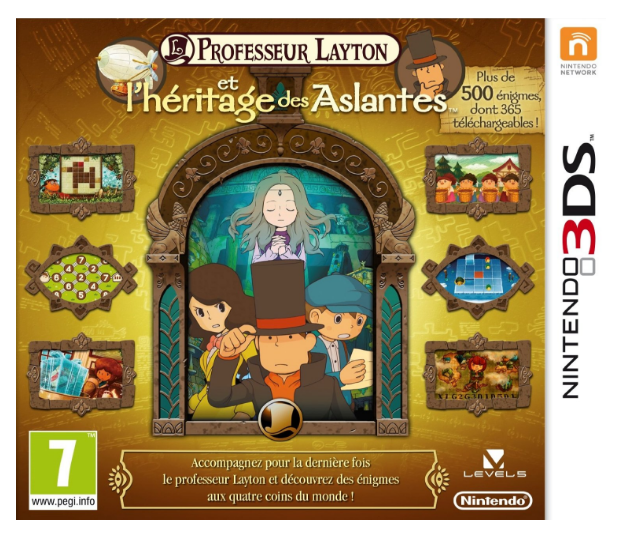 PROFESSEUR LAYTON
et
l'héritage des Aslantes™
Plus de
500 énigmes,
dont 365
téléchargeables !
NINTENDO
NETWORK
NINTENDO 3DS™
7
www.pegi.info
Accompagnez pour la dernière fois
le professeur Layton et découvrez des énigmes
aux quatre coins du monde !
LEVEL5
Nintendo